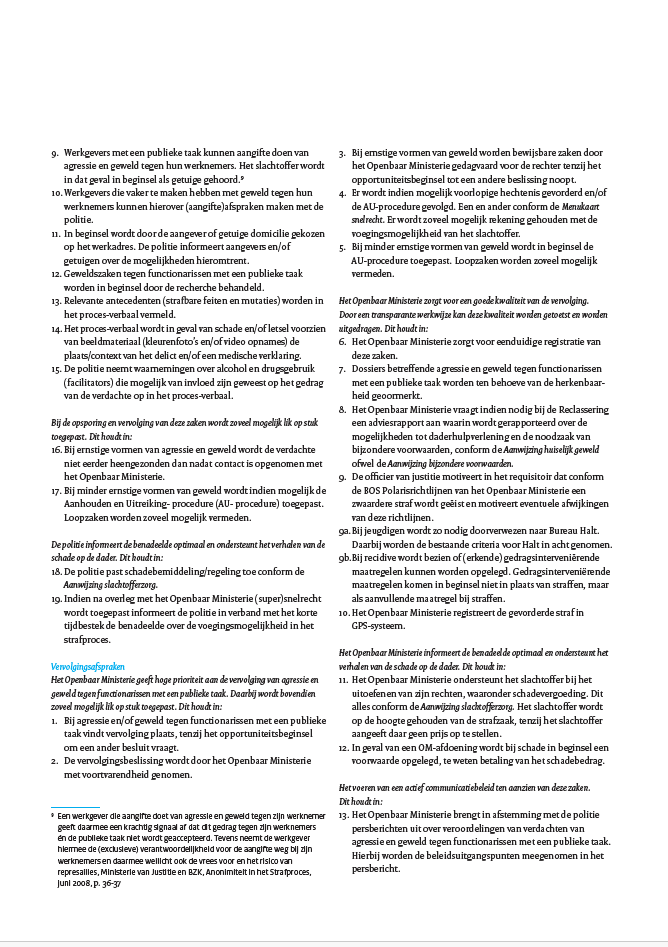 9. Werkgevers met een publieke taak kunnen aangifte doen van
agressie en geweld tegen hun werknemers. Het slachtoffer wordt
in dat geval in beginsel als getuige gehoord.⁹
10. Werkgevers die vaker te maken hebben met geweld tegen hun
werknemers kunnen hierover (aangifte)afspraken maken met de
politie.
11. In beginsel wordt door de aangever of getuige domicilie gekozen
op het werkadres. De politie informeert aangevers en/of
getuigen over de mogelijkheden hieromtrent.
12. Geweldszaken tegen functionarissen met een publieke taak
worden in beginsel door de recherche behandeld.
13. Relevante antecedenten (strafbare feiten en mutaties) worden in
het proces-verbaal vermeld.
14. Het proces-verbaal wordt in geval van schade en/of letsel voorzien
van beeldmateriaal (kleurenfoto's en/of video opnames) de
plaats/context van het delict en/of een medische verklaring.
15. De politie neemt waarnemingen over alcohol en drugsgebruik
(facilitators) die mogelijk van invloed zijn geweest op het gedrag
van de verdachte op in het proces-verbaal.
Bij de opsporing en vervolging van deze zaken wordt zoveel mogelijk lik op stuk
toegepast. Dit houdt in:
16. Bij ernstige vormen van agressie en geweld wordt de verdachte
niet eerder heengezonden dan nadat contact is opgenomen met
het Openbaar Ministerie.
17. Bij minder ernstige vormen van geweld wordt indien mogelijk de
Aanhouden en Uitreiking- procedure (AU- procedure) toegepast.
Loopzaken worden zoveel mogelijk vermeden.
De politie informeert de benadeelde optimaal en ondersteunt het verhalen van de
schade op de dader. Dit houdt in:
18. De politie past schadebemiddeling/regeling toe conform de
Aanwijzing slachtofferzorg.
19. Indien na overleg met het Openbaar Ministerie (super)snelrecht
wordt toegepast informeert de politie in verband met het korte
tijdbestek de benadeelde over de voegingsmogelijkheid in het
strafproces.
Vervolgingsafspraken
Het Openbaar Ministerie geeft hoge prioriteit aan de vervolging van agressie en
geweld tegen functionarissen met een publieke taak. Daarbij wordt bovendien
zoveel mogelijk lik op stuk toegepast. Dit houdt in:
1. Bij agressie en/of geweld tegen functionarissen met een publieke
taak vindt vervolging plaats, tenzij het opportuniteitsbeginsel
om een ander besluit vraagt.
2. De vervolgingsbeslissing wordt door het Openbaar Ministerie
met voortvarendheid genomen.
⁹ Een werkgever die aangifte doet van agressie en geweld tegen zijn werknemer
geeft daarmee een krachtig signaal af dat dit gedrag tegen zijn werknemers
én de publieke taak niet wordt geaccepteerd. Tevens neemt de werkgever
hiermee de (exclusieve) verantwoordelijkheid voor de aangifte weg bij zijn
werknemers en daarmee wellicht ook de vrees voor en het risico van
represailles, Ministerie van Justitie en BZK, Anonimiteit in het Strafproces,
juni 2008, p. 36-37
3. Bij ernstige vormen van geweld worden bewijsbare zaken door
het Openbaar Ministerie gedagvaard voor de rechter tenzij het
opportuniteitsbeginsel tot een andere beslissing noopt.
4. Er wordt indien mogelijk voorlopige hechtenis gevorderd en/of
de AU-procedure gevolgd. Een en ander conform de Menukaart
snelrecht. Er wordt zoveel mogelijk rekening gehouden met de
voegingsmogelijkheid van het slachtoffer.
5. Bij minder ernstige vormen van geweld wordt in beginsel de
AU-procedure toegepast. Loopzaken worden zoveel mogelijk
vermeden.
Het Openbaar Ministerie zorgt voor een goede kwaliteit van de vervolging.
Door een transparante werkwijze kan deze kwaliteit worden getoetst en worden
uitgedragen. Dit houdt in:
6. Het Openbaar Ministerie zorgt voor eenduidige registratie van
deze zaken.
7. Dossiers betreffende agressie en geweld tegen functionarissen
met een publieke taak worden ten behoeve van de herkenbaar-
heid geoormerkt.
8. Het Openbaar Ministerie vraagt indien nodig bij de Reclassering
een adviesrapport aan waarin wordt gerapporteerd over de
mogelijkheden tot daderhulpverlening en de noodzaak van
bijzondere voorwaarden, conform de Aanwijzing huiselijk geweld
ofwel de Aanwijzing bijzondere voorwaarden.
9. De officier van justitie motiveert in het requisitoir dat conform
de BOS Polarisrichtlijnen van het Openbaar Ministerie een
zwaardere straf wordt geëist en motiveert eventuele afwijkingen
van deze richtlijnen.
9a. Bij jeugdigen wordt zo nodig doorverwezen naar Bureau Halt.
Daarbij worden de bestaande criteria voor Halt in acht genomen.
9b. Bij recidive wordt bezien of (erkende) gedragsinterveniërende
maatregelen kunnen worden opgelegd. Gedragsinterveniërende
maatregelen komen in beginsel niet in plaats van straffen, maar
als aanvullende maatregel bij straffen.
10. Het Openbaar Ministerie registreert de gevorderde straf in
GPS-systeem.
Het Openbaar Ministerie informeert de benadeelde optimaal en ondersteunt het
verhalen van de schade op de dader. Dit houdt in:
11. Het Openbaar Ministerie ondersteunt het slachtoffer bij het
uitoefenen van zijn rechten, waaronder schadevergoeding. Dit
alles conform de Aanwijzing slachtofferzorg. Het slachtoffer wordt
op de hoogte gehouden van de strafzaak, tenzij het slachtoffer
aangeeft daar geen prijs op te stellen.
12. In geval van een OM-afdoening wordt bij schade in beginsel een
voorwaarde opgelegd, te weten betaling van het schadebedrag.
Het voeren van een actief communicatiebeleid ten aanzien van deze zaken.
Dit houdt in:
13. Het Openbaar Ministerie brengt in afstemming met de politie
persberichten uit over veroordelingen van verdachten van
agressie en geweld tegen functionarissen met een publieke taak.
Hierbij worden de beleidsuitgangspunten meegenomen in het
persbericht.